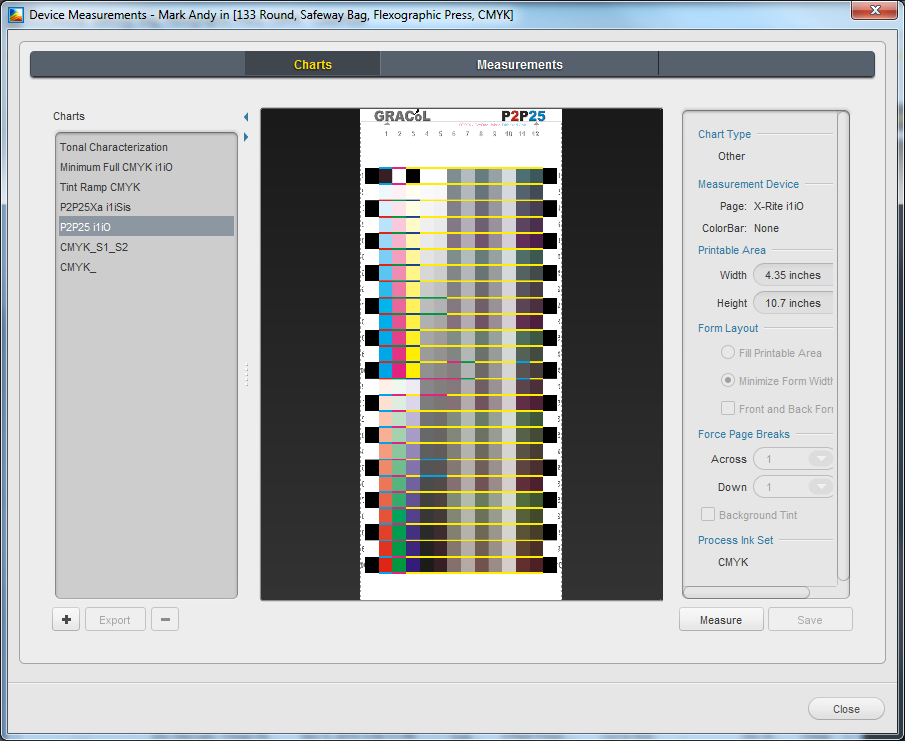 Device Measurements - Mark Andy in [133 Round, Safeway Bag, Flexographic Press, CMYK]
Charts
Measurements
Charts
Tonal Characterization
Minimum Full CMYK i1iO
Tint Ramp CMYK
P2P25Xa i1iSis
P2P25 i1iO
CMYK_S1_S2
CMYK_
+
Export
−
GRACoL P2P25
1 2 3 4 5 6 7 8 9 10 11 12
Chart Type
Other
Measurement Device
Page: X-Rite i1iO
ColorBar: None
Printable Area
Width 4.35 inches
Height 10.7 inches
Form Layout
Fill Printable Area
Minimize Form Width
Front and Back Forr
Force Page Breaks
Across 1
Down 1
Background Tint
Process Ink Set
CMYK
Measure
Save
Close